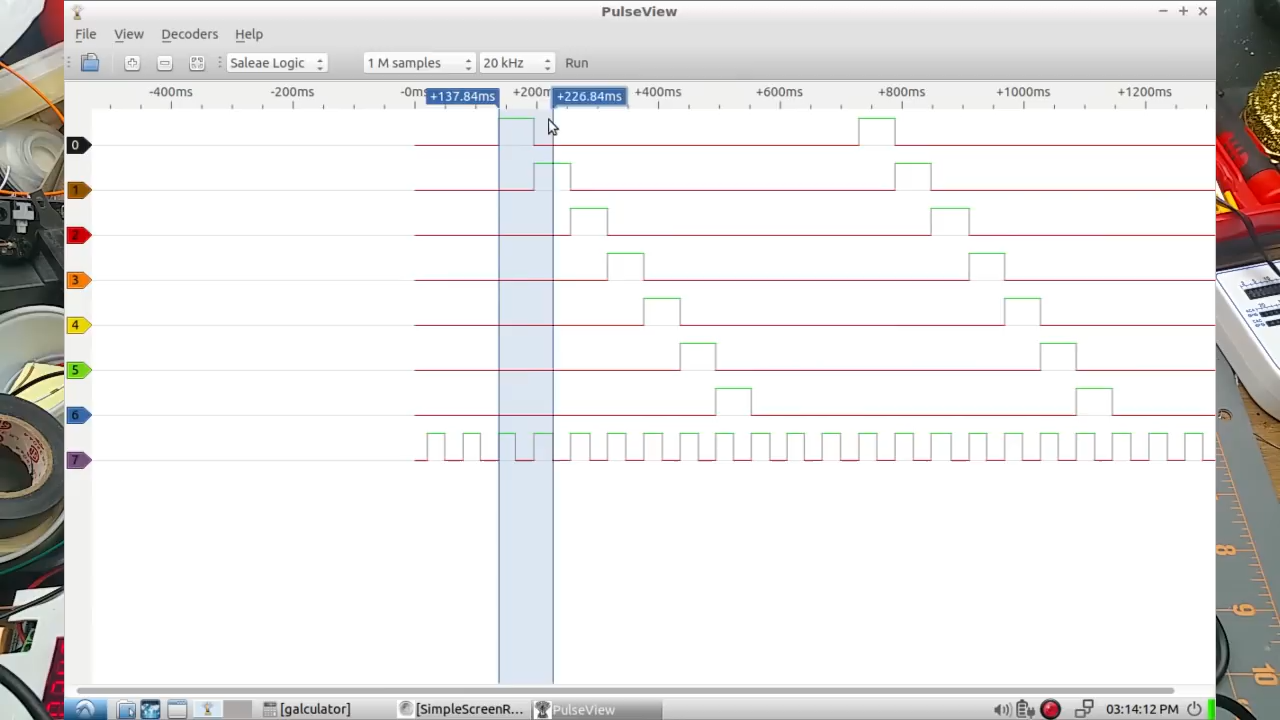 PulseView
File View Decoders Help
Saleae Logic 1 M samples 20 kHz Run
-400ms -200ms -0ms +137.84ms +200m +226.84ms +400ms +600ms +800ms +1000ms +1200ms
0
1
2
3
4
5
6
7
8
9
[galculator] [SimpleScreenR... PulseView 03:14:12 PM